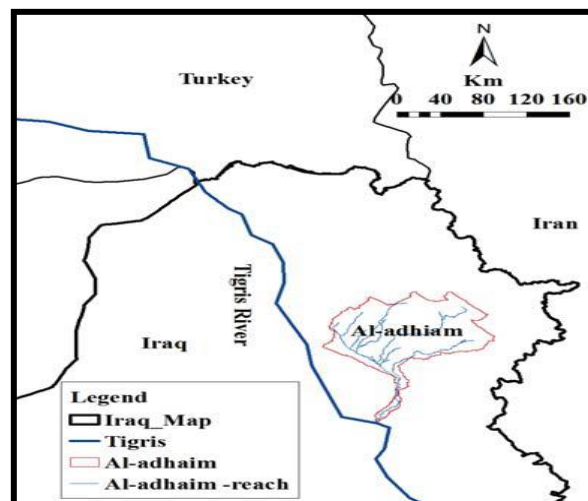 N
Turkey
Km
0 40 80 120 160
Iran
Tigris River
Al-adhiam
Iraq
Legend
Iraq_Map
Tigris
Al-adhaim
Al-adhaim -reach